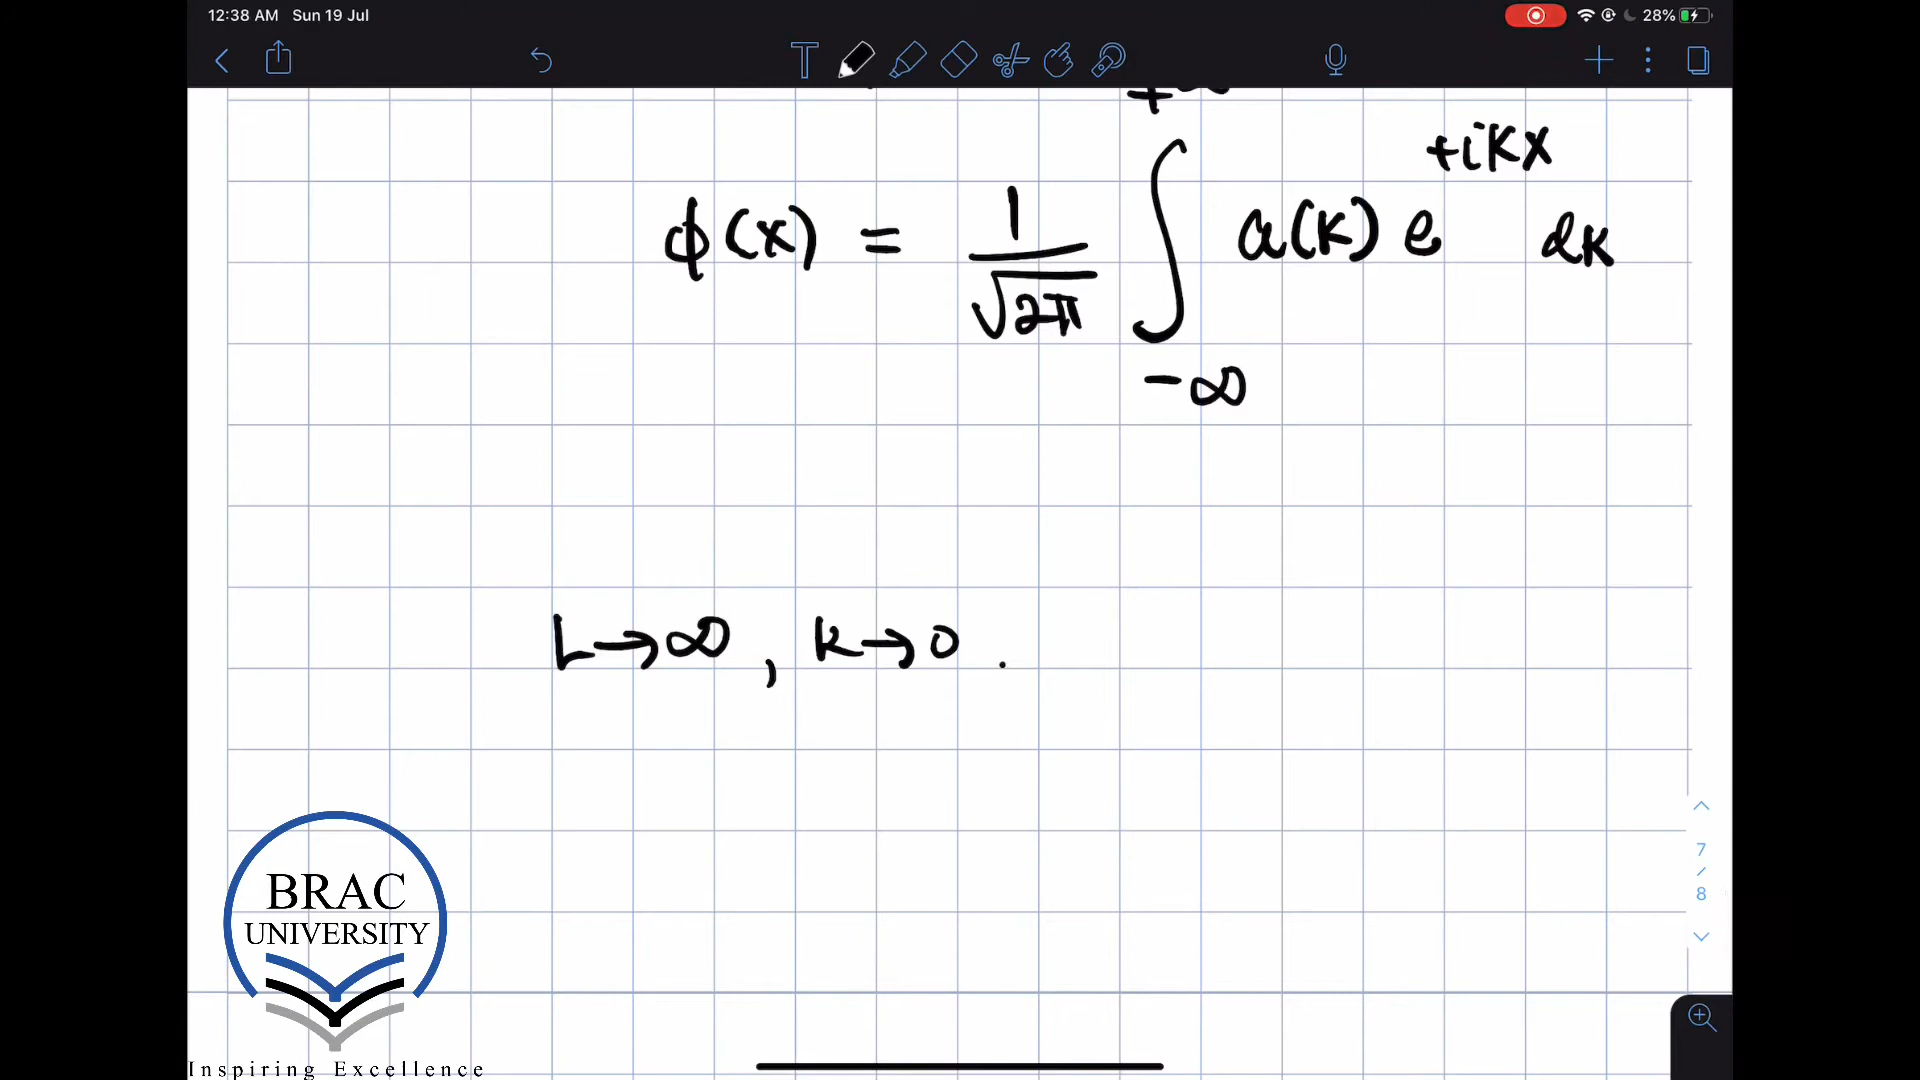 12:38 AM Sun 19 Jul
28%
T
+∞
φ(x) = 1/√2π ∫ a(k) e^{+ikx} dk
-∞
L→∞, k→0.
7
/
8
BRAC
UNIVERSITY
Inspiring Excellence